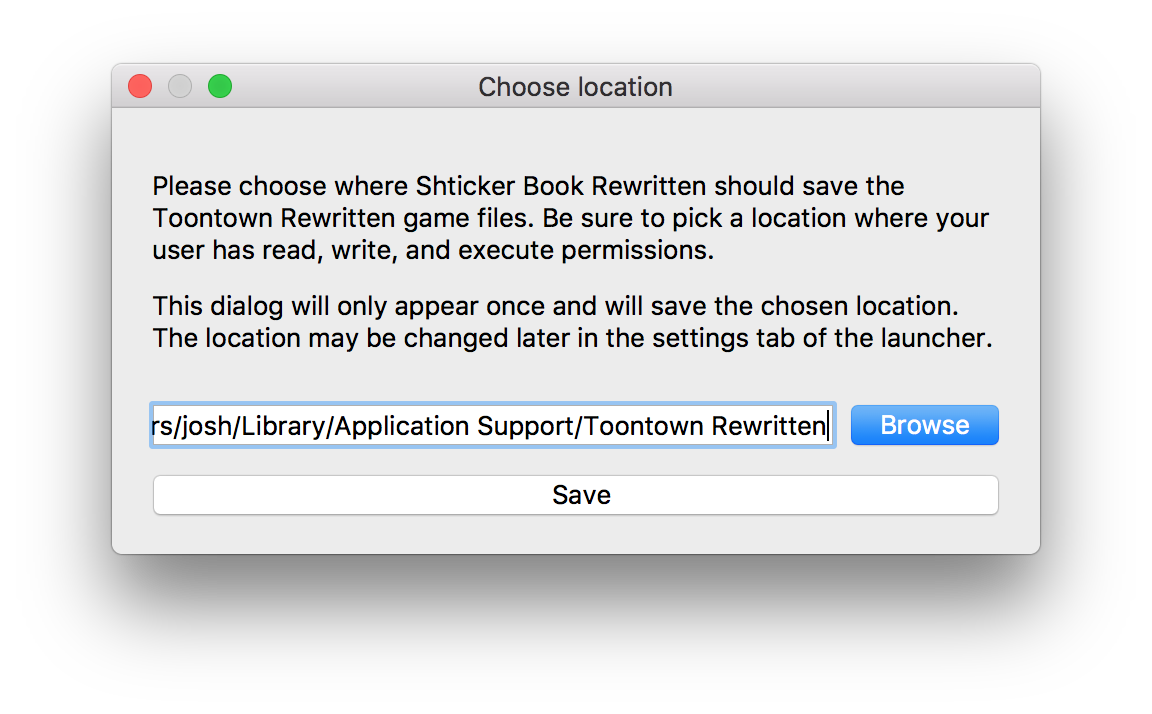 Choose location
Please choose where Shticker Book Rewritten should save the
Toontown Rewritten game files. Be sure to pick a location where your
user has read, write, and execute permissions.
This dialog will only appear once and will save the chosen location.
The location may be changed later in the settings tab of the launcher.
rs/josh/Library/Application Support/Toontown Rewritten
Browse
Save